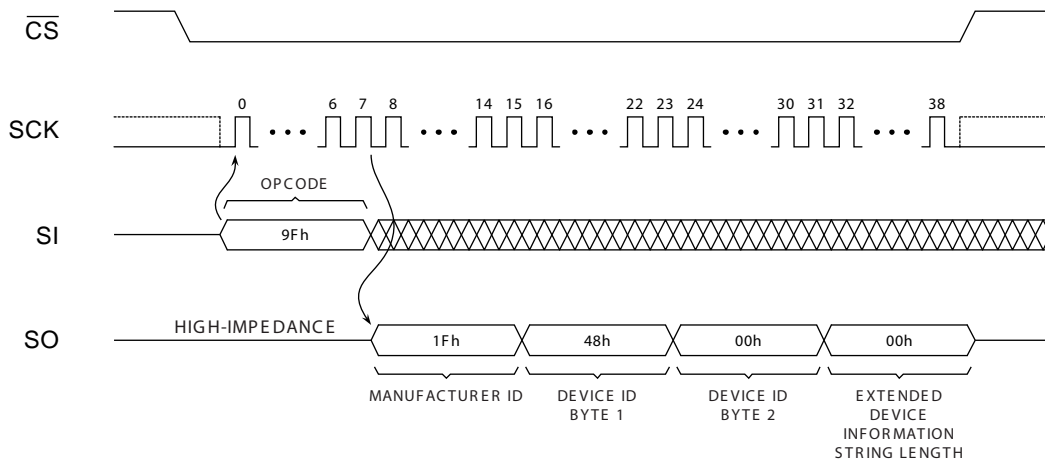 CS
SCK
0 6 7 8 14 15 16 22 23 24 30 31 32 38
OPCODE
SI
9Fh
HIGH-IMPEDANCE
SO
1Fh 48h 00h 00h
MANUFACTURER ID
DEVICE ID
BYTE 1
DEVICE ID
BYTE 2
EXTENDED
DEVICE
INFORMATION
STRING LENGTH